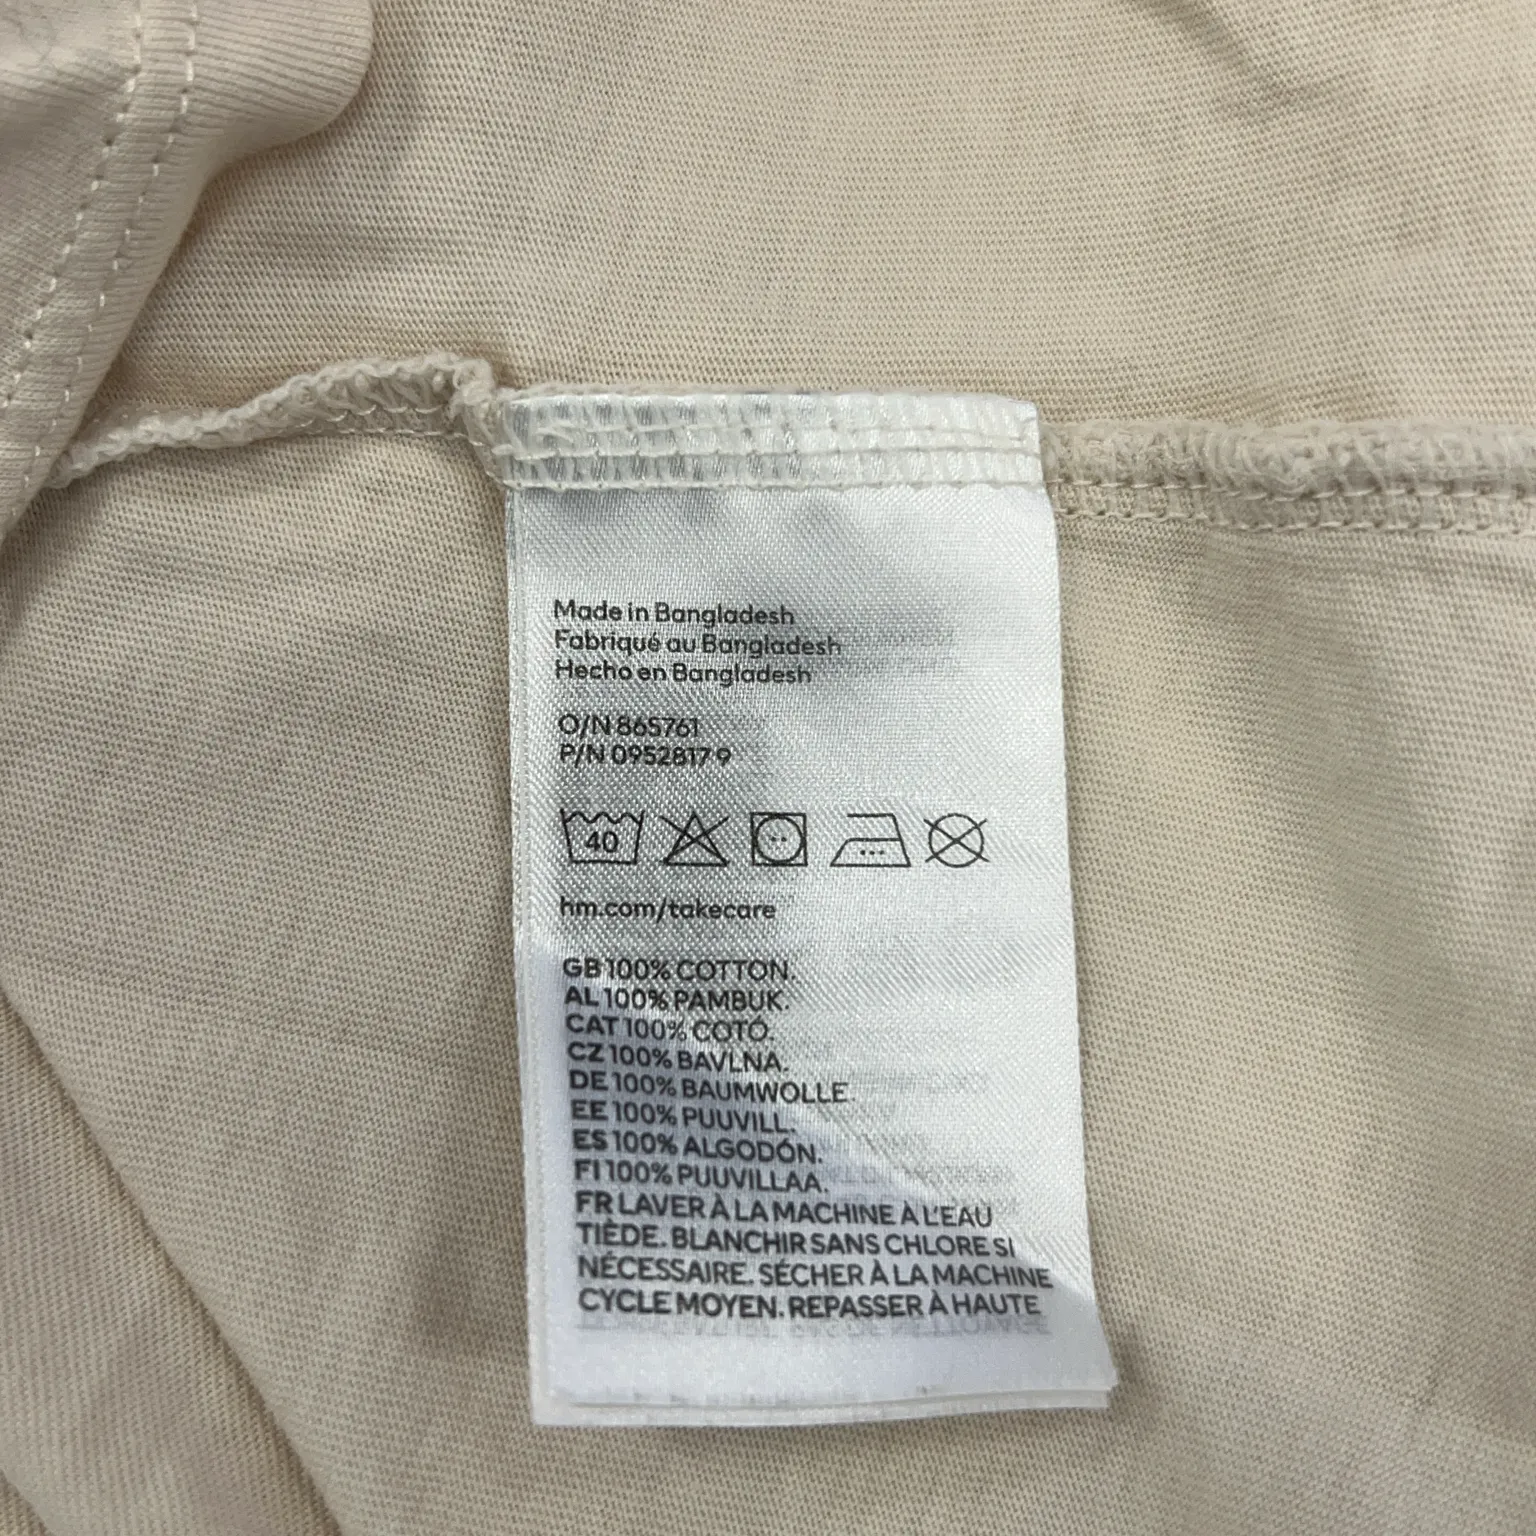 Made in Bangladesh
Fabriqué au Bangladesh
Hecho en Bangladesh
O/N 865761
P/N 0952817 9
40
hm.com/takecare
GB 100% COTTON.
AL 100% PAMBUK.
CAT 100% COTÓ.
CZ 100% BAVLNA.
DE 100% BAUMWOLLE.
EE 100% PUUVILL.
ES 100% ALGODÓN.
FI 100% PUUVILLAA.
FR LAVER À LA MACHINE À L'EAU
TIÈDE. BLANCHIR SANS CHLORE SI
NÉCESSAIRE. SÉCHER À LA MACHINE
CYCLE MOYEN. REPASSER À HAUTE